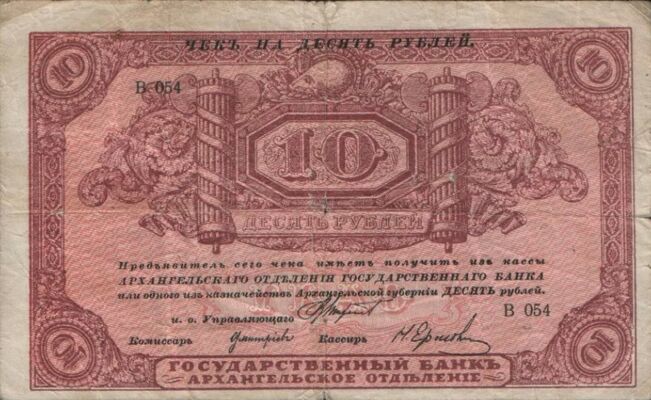 ЧЕКЪ НА ДЕСЯТЬ РУБЛЕЙ.
10 10
В 054 В 054
10
ДЕСЯТЬ РУБЛЕЙ
Предъявитель сего чека имѣетъ получить изъ кассы
АРХАНГЕЛЬСКАГО ОТДѢЛЕНІЯ ГОСУДАРСТВЕННАГО БАНКА
или одного изъ казначействъ Архангельской губерніи ДЕСЯТЬ рублей.
и. о. Управляющаго
В 054
Комиссаръ Дмитріевъ Кассиръ
10 10
ГОСУДАРСТВЕННЫЙ БАНКЪ
АРХАНГЕЛЬСКОЕ ОТДѢЛЕНІЕ